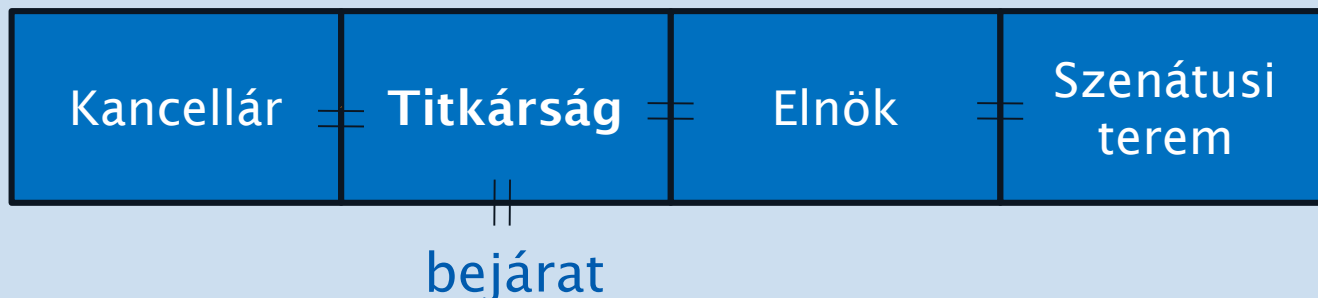 Kancellár
Titkárság
Elnök
Szenátusi
terem
bejárat